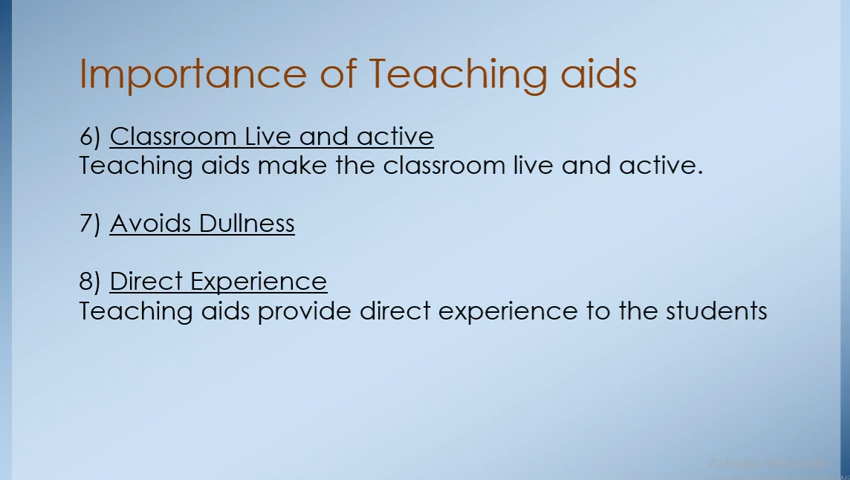 Importance of Teaching aids
6) Classroom Live and active
Teaching aids make the classroom live and active.
7) Avoids Dullness
8) Direct Experience
Teaching aids provide direct experience to the students